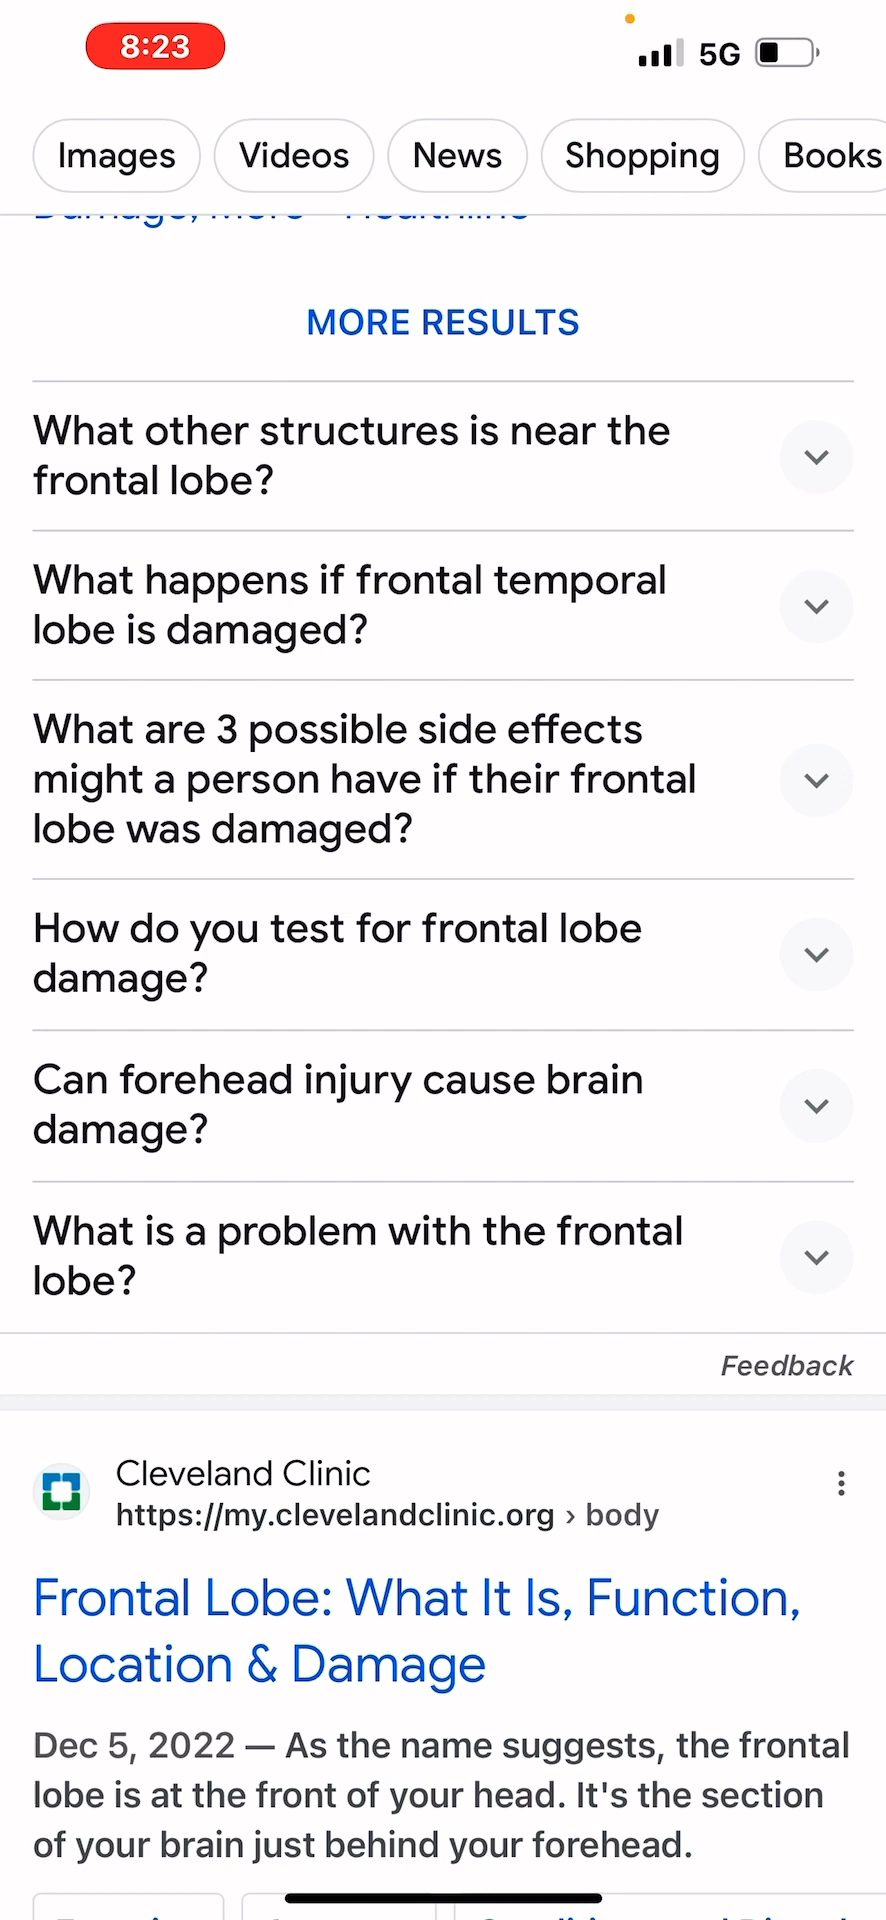 8:23
5G
Images Videos News Shopping Books
Damage, More - Healthline
MORE RESULTS
What other structures is near the
frontal lobe?
What happens if frontal temporal
lobe is damaged?
What are 3 possible side effects
might a person have if their frontal
lobe was damaged?
How do you test for frontal lobe
damage?
Can forehead injury cause brain
damage?
What is a problem with the frontal
lobe?
Feedback
Cleveland Clinic
https://my.clevelandclinic.org › body
Frontal Lobe: What It Is, Function,
Location & Damage
Dec 5, 2022 — As the name suggests, the frontal
lobe is at the front of your head. It's the section
of your brain just behind your forehead.